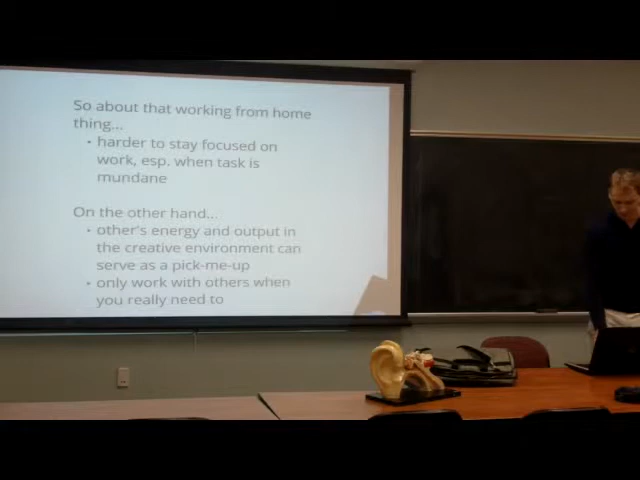 So about that working from home
thing...
• harder to stay focused on
work, esp. when task is
mundane
On the other hand...
• other's energy and output in
the creative environment can
serve as a pick-me-up
• only work with others when
you really need to